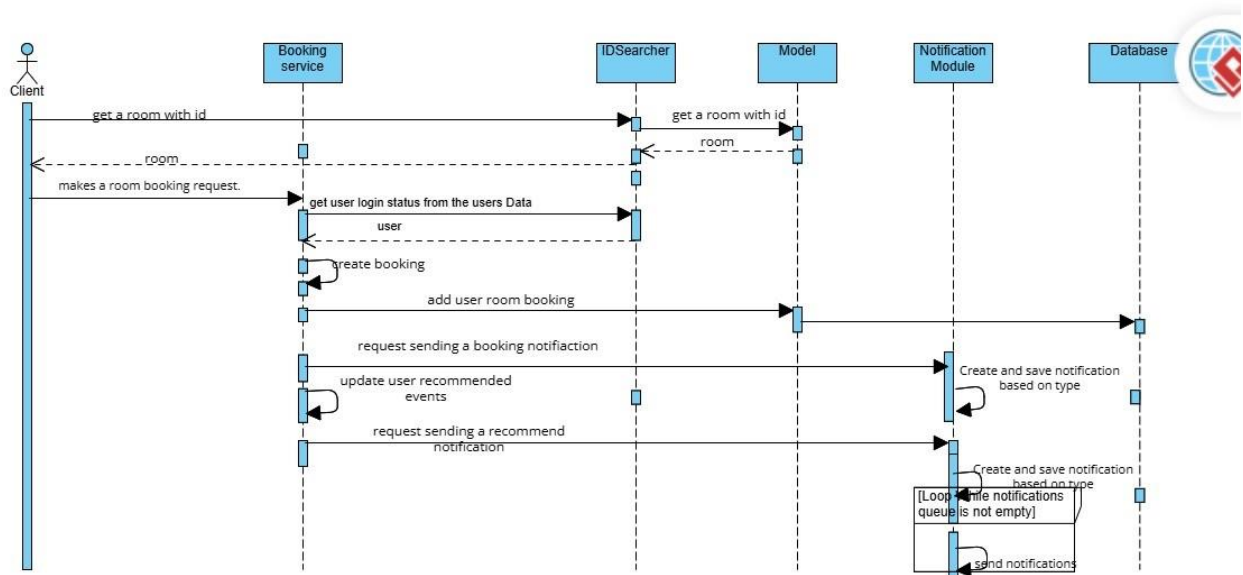 Booking
service
IDSearcher
Model
Notification
Module
Database
Client
get a room with id
get a room with id
room
room
makes a room booking request.
get user login status from the users Data
user
create booking
add user room booking
request sending a booking notifiaction
Create and save notification
based on type
update user recommended
events
request sending a recommend
notification
Create and save notification
based on type
[Loop while notifications
queue is not empty]
send notifications